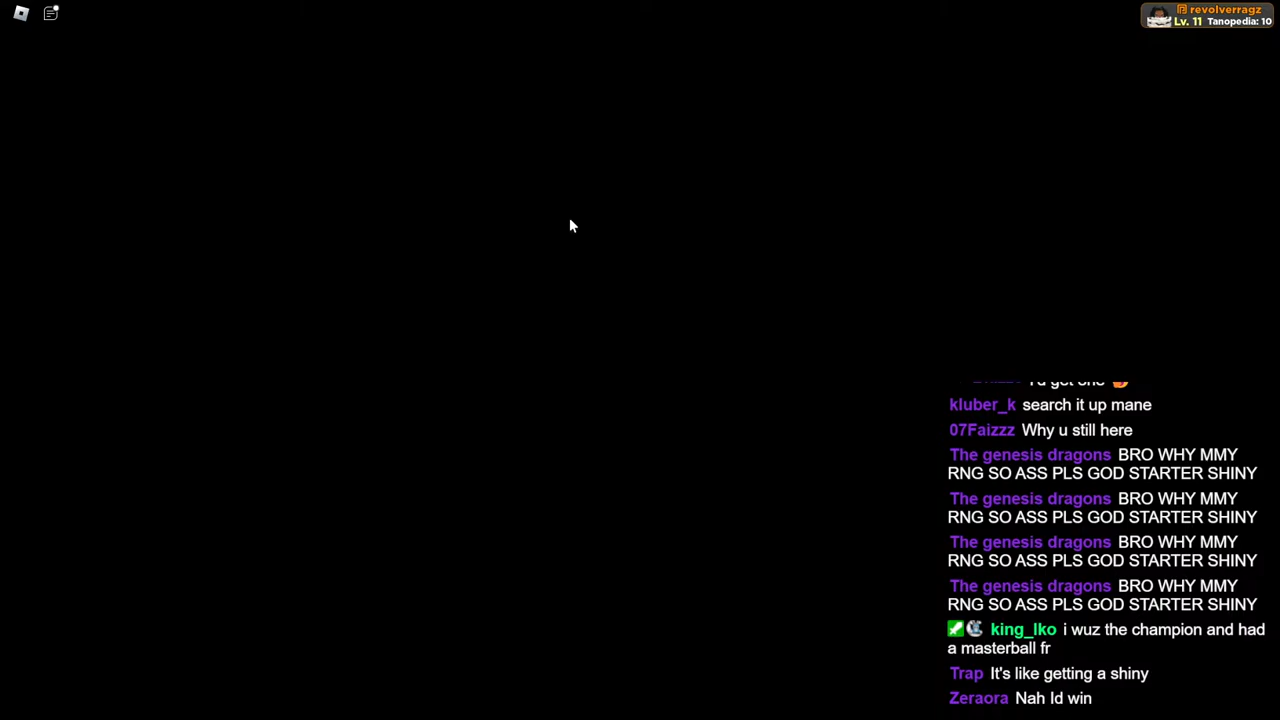 revolverragz
Lv. 11 Tanopedia: 10
I'd get one
kluber_k search it up mane
07Faizzz Why u still here
The genesis dragons BRO WHY MMY
RNG SO ASS PLS GOD STARTER SHINY
The genesis dragons BRO WHY MMY
RNG SO ASS PLS GOD STARTER SHINY
The genesis dragons BRO WHY MMY
RNG SO ASS PLS GOD STARTER SHINY
The genesis dragons BRO WHY MMY
RNG SO ASS PLS GOD STARTER SHINY
king_lko i wuz the champion and had
a masterball fr
Trap It's like getting a shiny
Zeraora Nah Id win